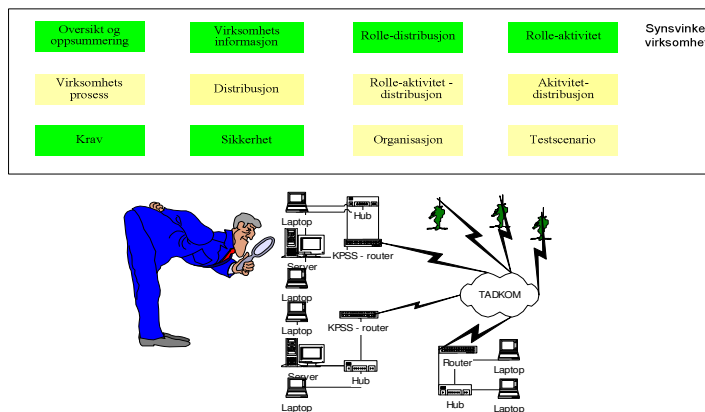 Oversikt og
oppsummering
Virksomhets
informasjon
Rolle-distribusjon
Rolle-aktivitet
Virksomhets
prosess
Distribusjon
Rolle-aktivitet -
distribusjon
Akitvitet-
distribusjon
Krav
Sikkerhet
Organisasjon
Testscenario
Synsvinke
virksomhet
Laptop
Hub
Server
KPSS - router
Laptop
Laptop
KPSS - router
Server
Hub
Laptop
TADKOM
Router
Laptop
Hub
Laptop